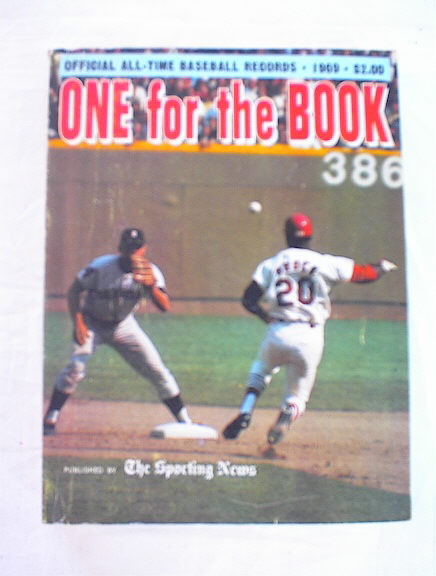 OFFICIAL ALL-TIME BASEBALL RECORDS • 1969 • $2.00
ONE for the BOOK
386
BROCK
20
PUBLISHED BY The Sporting News